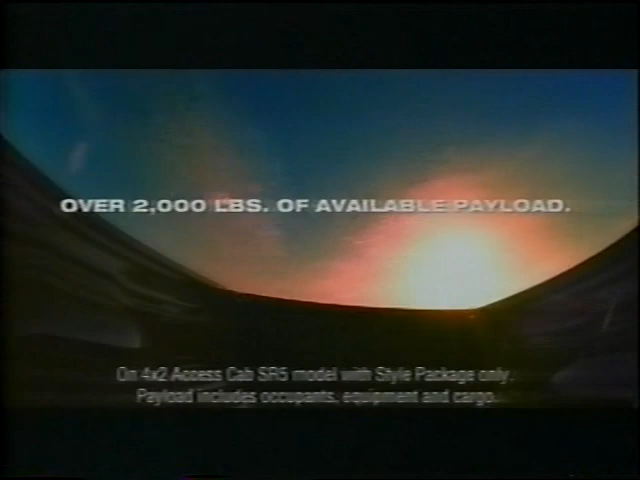 OVER 2,000 LBS. OF AVAILABLE PAYLOAD.
On 4x2 Access Cab SR5 model with Style Package only.
Payload includes occupants, equipment and cargo.